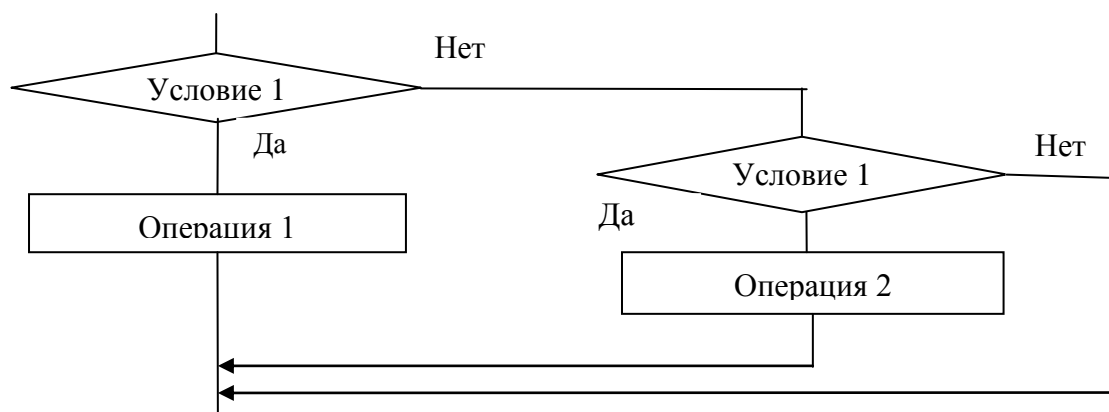 Нет
Условие 1
Да
Нет
Условие 1
Да
Операция 1
Операция 2